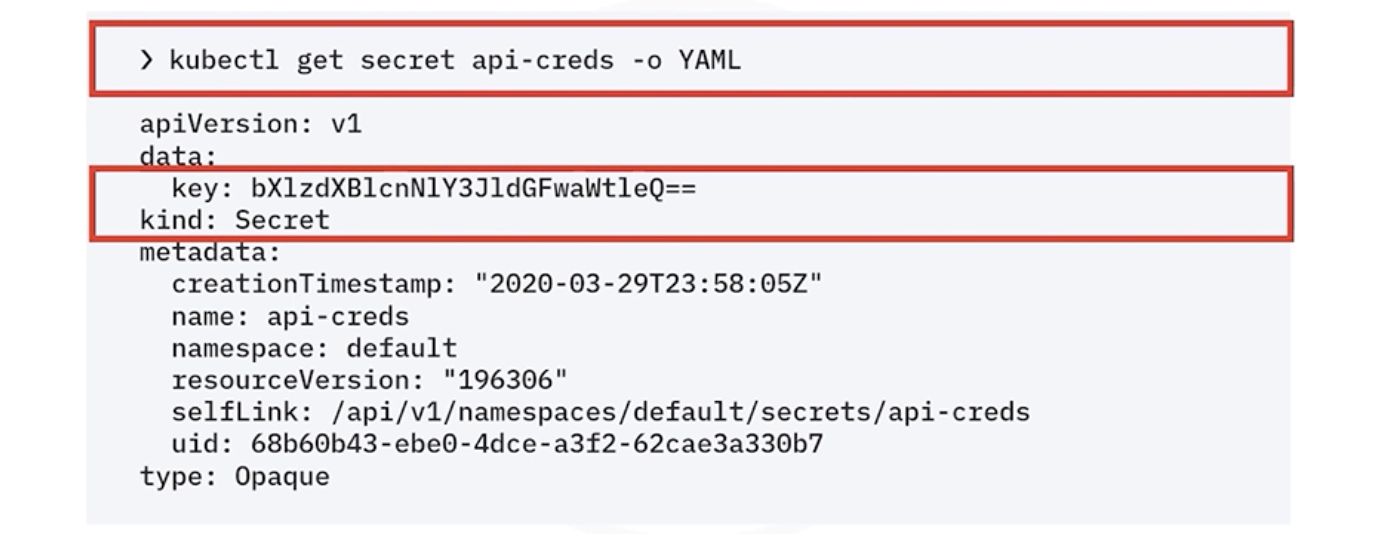 ❯ kubectl get secret api-creds -o YAML
apiVersion: v1
data:
  key: bXlzdXBlcnNlY3JldGFwaWtleQ==
kind: Secret
metadata:
  creationTimestamp: "2020-03-29T23:58:05Z"
  name: api-creds
  namespace: default
  resourceVersion: "196306"
  selfLink: /api/v1/namespaces/default/secrets/api-creds
  uid: 68b60b43-ebe0-4dce-a3f2-62cae3a330b7
type: Opaque